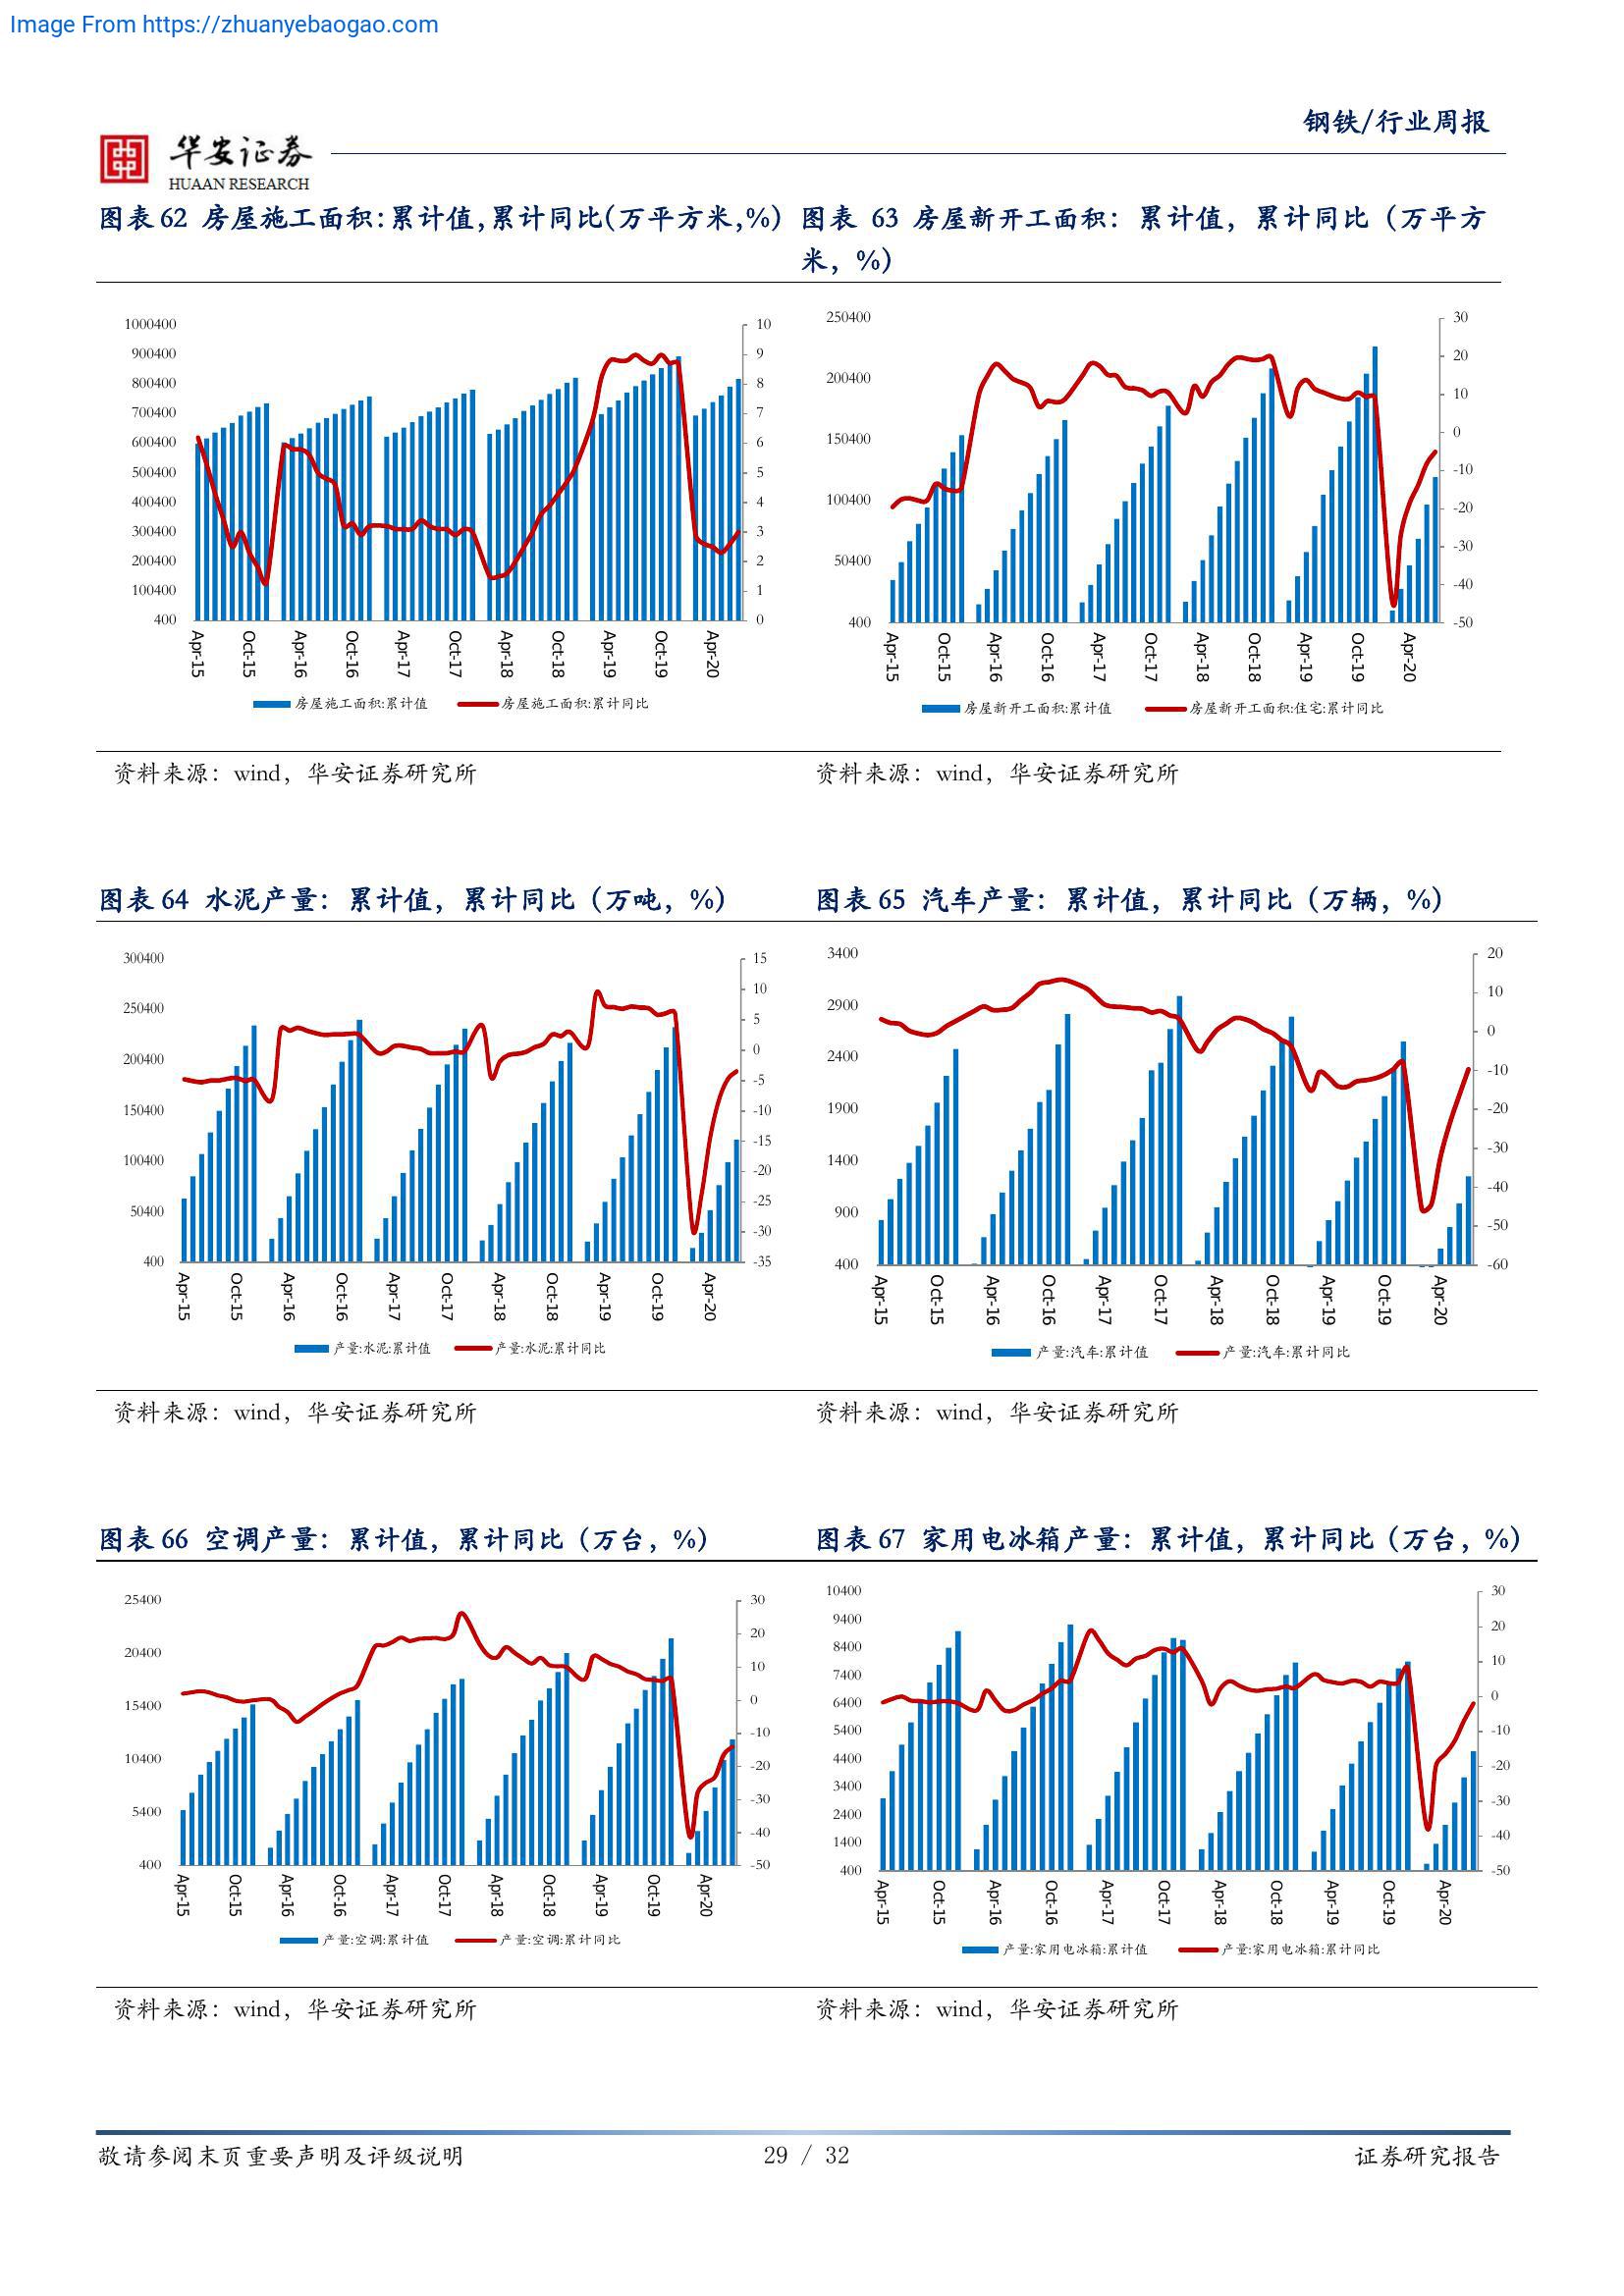 Image From https://zhuanyebaogao.com
钢铁/行业周报
华安证券
HUAAN RESEARCH
图表 62 房屋施工面积:累计值,累计同比(万平方米,%)
图表 63 房屋新开工面积：累计值，累计同比（万平方
米，%）
1000400
900400
800400
700400
600400
500400
400400
300400
200400
100400
400
10
9
8
7
6
5
4
3
2
1
0
Apr-15
Oct-15
Apr-16
Oct-16
Apr-17
Oct-17
Apr-18
Oct-18
Apr-19
Oct-19
Apr-20
房屋施工面积:累计值
房屋施工面积:累计同比
250400
200400
150400
100400
50400
400
30
20
10
0
-10
-20
-30
-40
-50
Apr-15
Oct-15
Apr-16
Oct-16
Apr-17
Oct-17
Apr-18
Oct-18
Apr-19
Oct-19
Apr-20
房屋新开工面积:累计值
房屋新开工面积:住宅:累计同比
资料来源：wind，华安证券研究所
资料来源：wind，华安证券研究所
图表 64 水泥产量：累计值，累计同比（万吨，%）
图表 65 汽车产量：累计值，累计同比（万辆，%）
300400
250400
200400
150400
100400
50400
400
15
10
5
0
-5
-10
-15
-20
-25
-30
-35
Apr-15
Oct-15
Apr-16
Oct-16
Apr-17
Oct-17
Apr-18
Oct-18
Apr-19
Oct-19
Apr-20
产量:水泥:累计值
产量:水泥:累计同比
3400
2900
2400
1900
1400
900
400
20
10
0
-10
-20
-30
-40
-50
-60
Apr-15
Oct-15
Apr-16
Oct-16
Apr-17
Oct-17
Apr-18
Oct-18
Apr-19
Oct-19
Apr-20
产量:汽车:累计值
产量:汽车:累计同比
资料来源：wind，华安证券研究所
资料来源：wind，华安证券研究所
图表 66 空调产量：累计值，累计同比（万台，%）
图表 67 家用电冰箱产量：累计值，累计同比（万台，%）
25400
20400
15400
10400
5400
400
30
20
10
0
-10
-20
-30
-40
-50
Apr-15
Oct-15
Apr-16
Oct-16
Apr-17
Oct-17
Apr-18
Oct-18
Apr-19
Oct-19
Apr-20
产量:空调:累计值
产量:空调:累计同比
10400
9400
8400
7400
6400
5400
4400
3400
2400
1400
400
30
20
10
0
-10
-20
-30
-40
-50
Apr-15
Oct-15
Apr-16
Oct-16
Apr-17
Oct-17
Apr-18
Oct-18
Apr-19
Oct-19
Apr-20
产量:家用电冰箱:累计值
产量:家用电冰箱:累计同比
资料来源：wind，华安证券研究所
资料来源：wind，华安证券研究所
敬请参阅末页重要声明及评级说明
29 / 32
证券研究报告